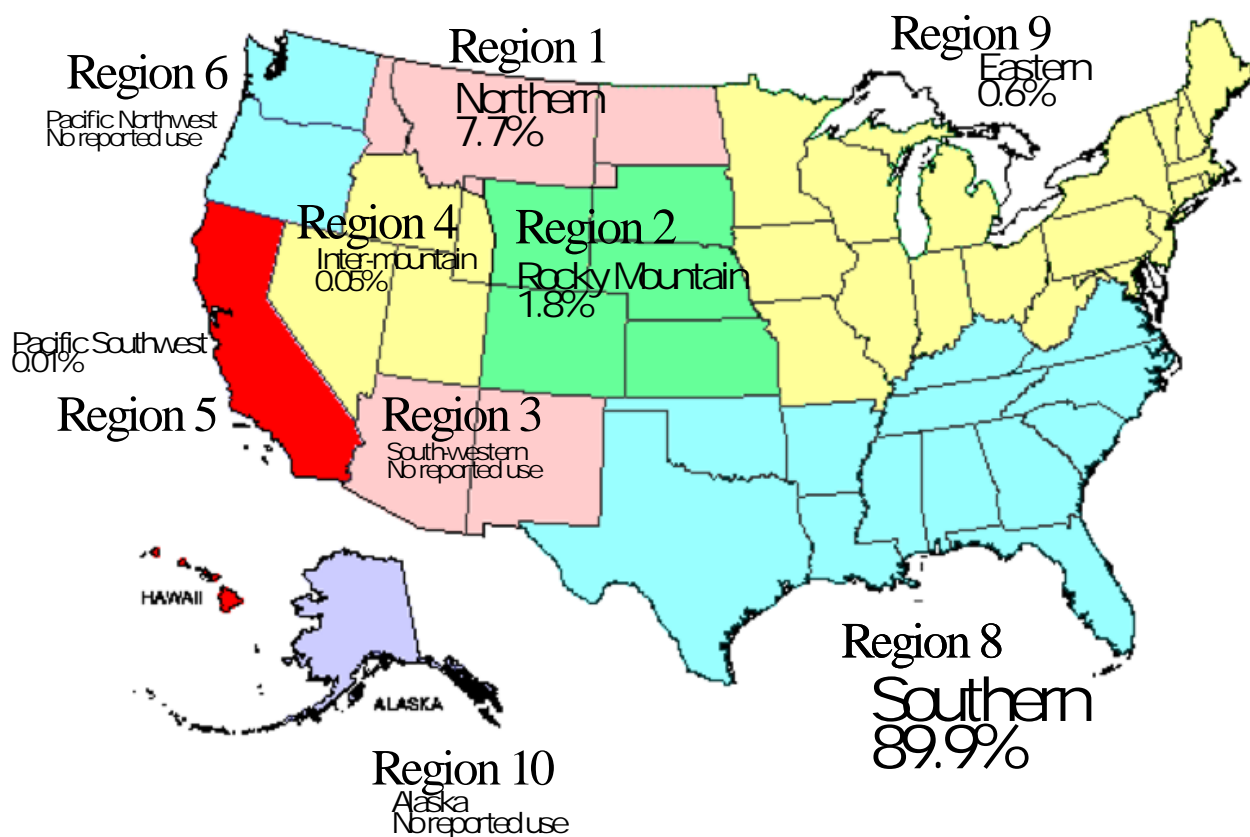 Region 1
Northern
7.7%
Region 9
Eastern
0.6%
Region 6
Pacific Northwest
No reported use
Region 4
Inter-mountain
0.05%
Region 2
Rocky Mountain
1.8%
Pacific Southwest
0.01%
Region 5
Region 3
South-western
No reported use
HAWAII
ALASKA
Region 8
Southern
89.9%
Region 10
Alaska
No reported use